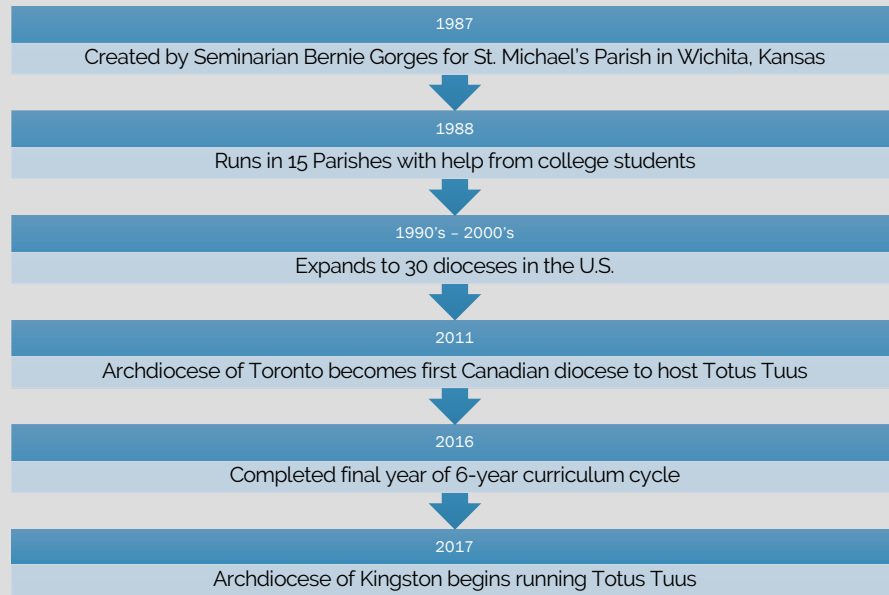 1987
Created by Seminarian Bernie Gorges for St. Michael's Parish in Wichita, Kansas
1988
Runs in 15 Parishes with help from college students
1990's – 2000's
Expands to 30 dioceses in the U.S.
2011
Archdiocese of Toronto becomes first Canadian diocese to host Totus Tuus
2016
Completed final year of 6-year curriculum cycle
2017
Archdiocese of Kingston begins running Totus Tuus